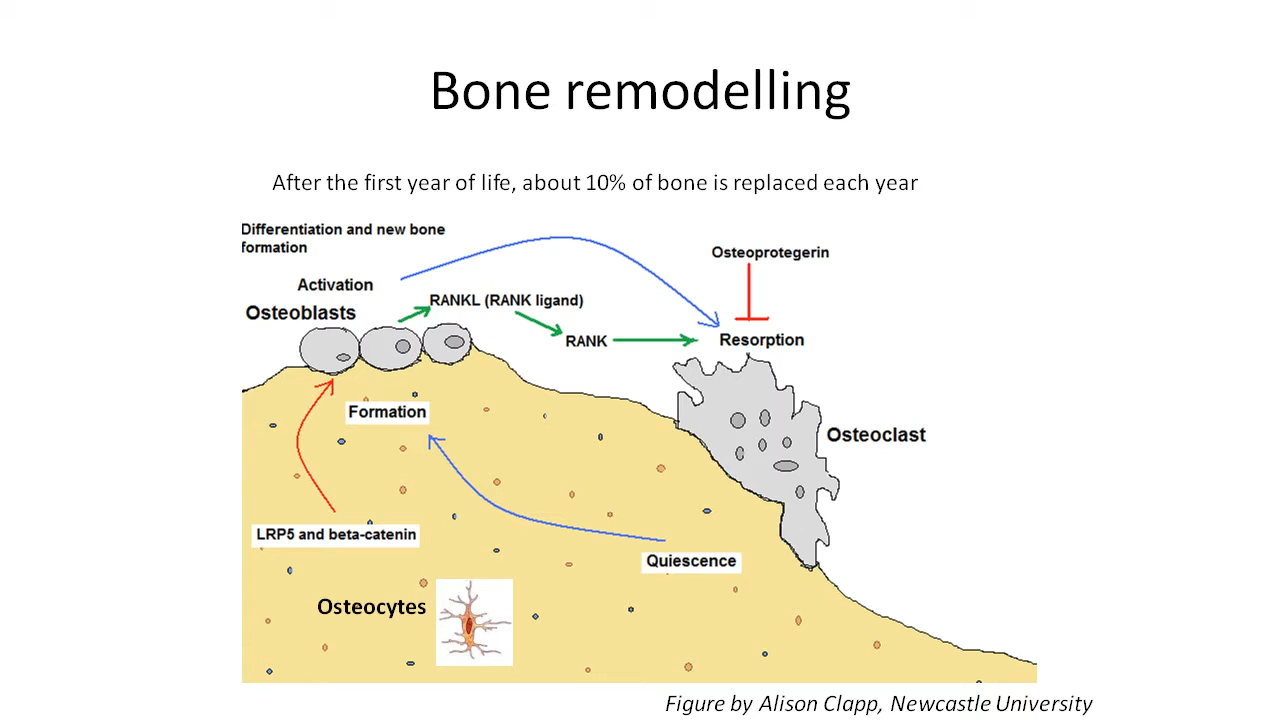 Bone remodelling
After the first year of life, about 10% of bone is replaced each year
Differentiation and new bone
formation
Activation
Osteoblasts
RANKL (RANK ligand)
RANK
Osteoprotegerin
Resorption
Formation
Osteoclast
LRP5 and beta-catenin
Quiescence
Osteocytes
Figure by Alison Clapp, Newcastle University